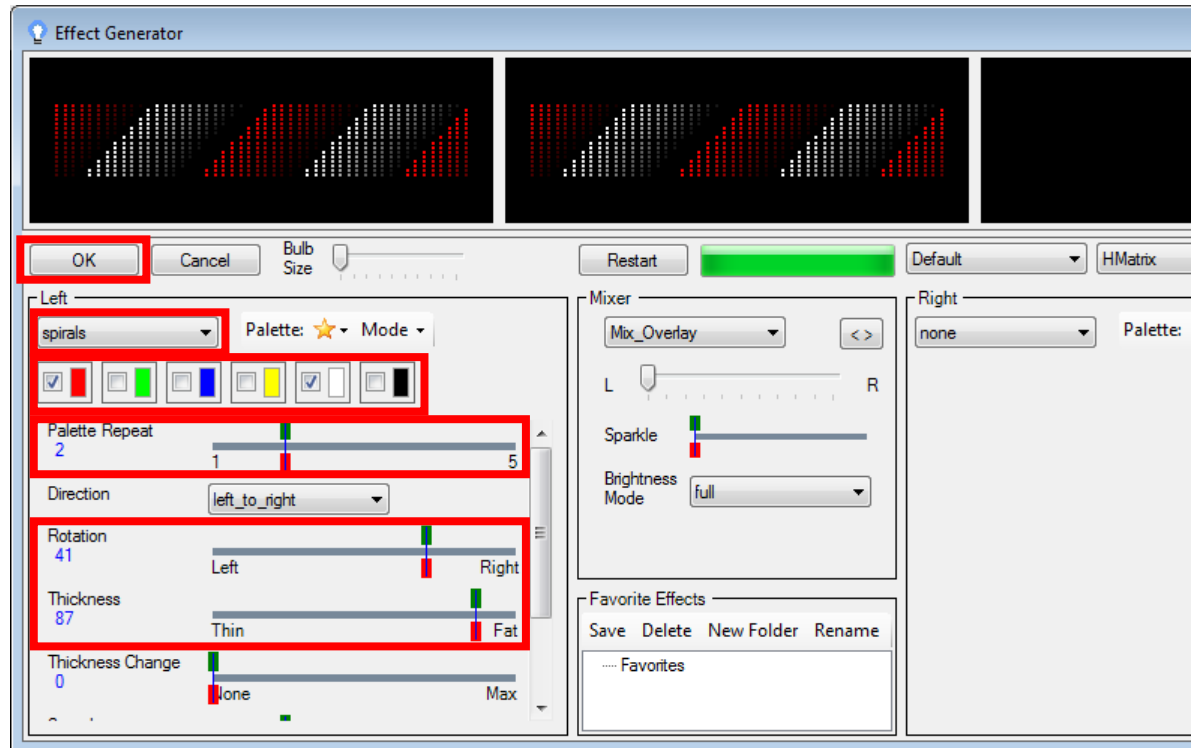 Effect Generator
OK
Cancel
Bulb
Size
Restart
Default
HMatrix
Left
spirals
Palette:
Mode
Palette Repeat
2
1
5
Direction
left_to_right
Rotation
41
Left
Right
Thickness
87
Thin
Fat
Thickness Change
0
None
Max
Mixer
Mix_Overlay
< >
L
R
Sparkle
Brightness
Mode
full
Favorite Effects
Save Delete New Folder Rename
Favorites
Right
none
Palette: